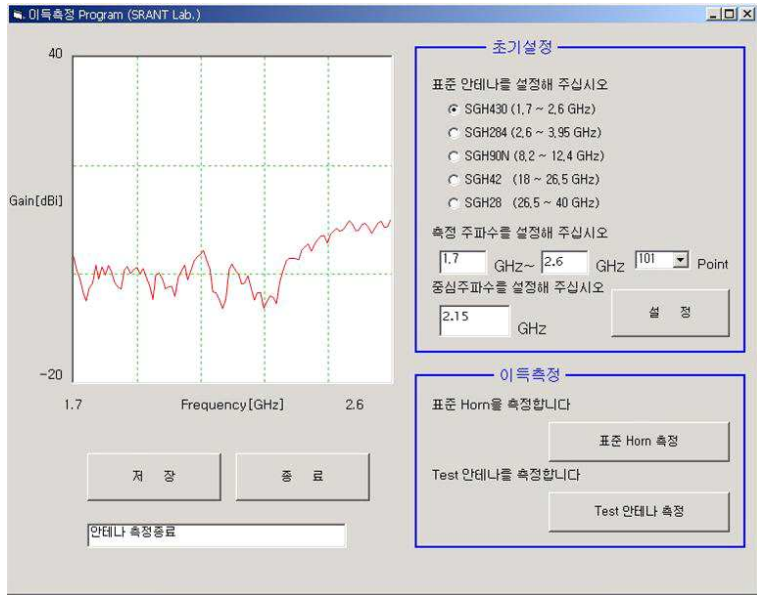 이득측정 Program (SRANT Lab.)
40
Gain[dBi]
-20
1.7 Frequency[GHz] 2.6
저 장
종 료
안테나 측정종료
초기설정
표준 안테나를 설정해 주십시오
SGH430 (1.7 ~ 2.6 GHz)
SGH284 (2.6 ~ 3.95 GHz)
SGH90N (8.2 ~ 12.4 GHz)
SGH42 (18 ~ 26.5 GHz)
SGH28 (26.5 ~ 40 GHz)
측정 주파수를 설정해 주십시오
1.7 GHz~ 2.6 GHz 101 Point
중심주파수를 설정해 주십시오
2.15 GHz
설 정
이득측정
표준 Horn을 측정합니다
표준 Horn 측정
Test 안테나를 측정합니다
Test 안테나 측정